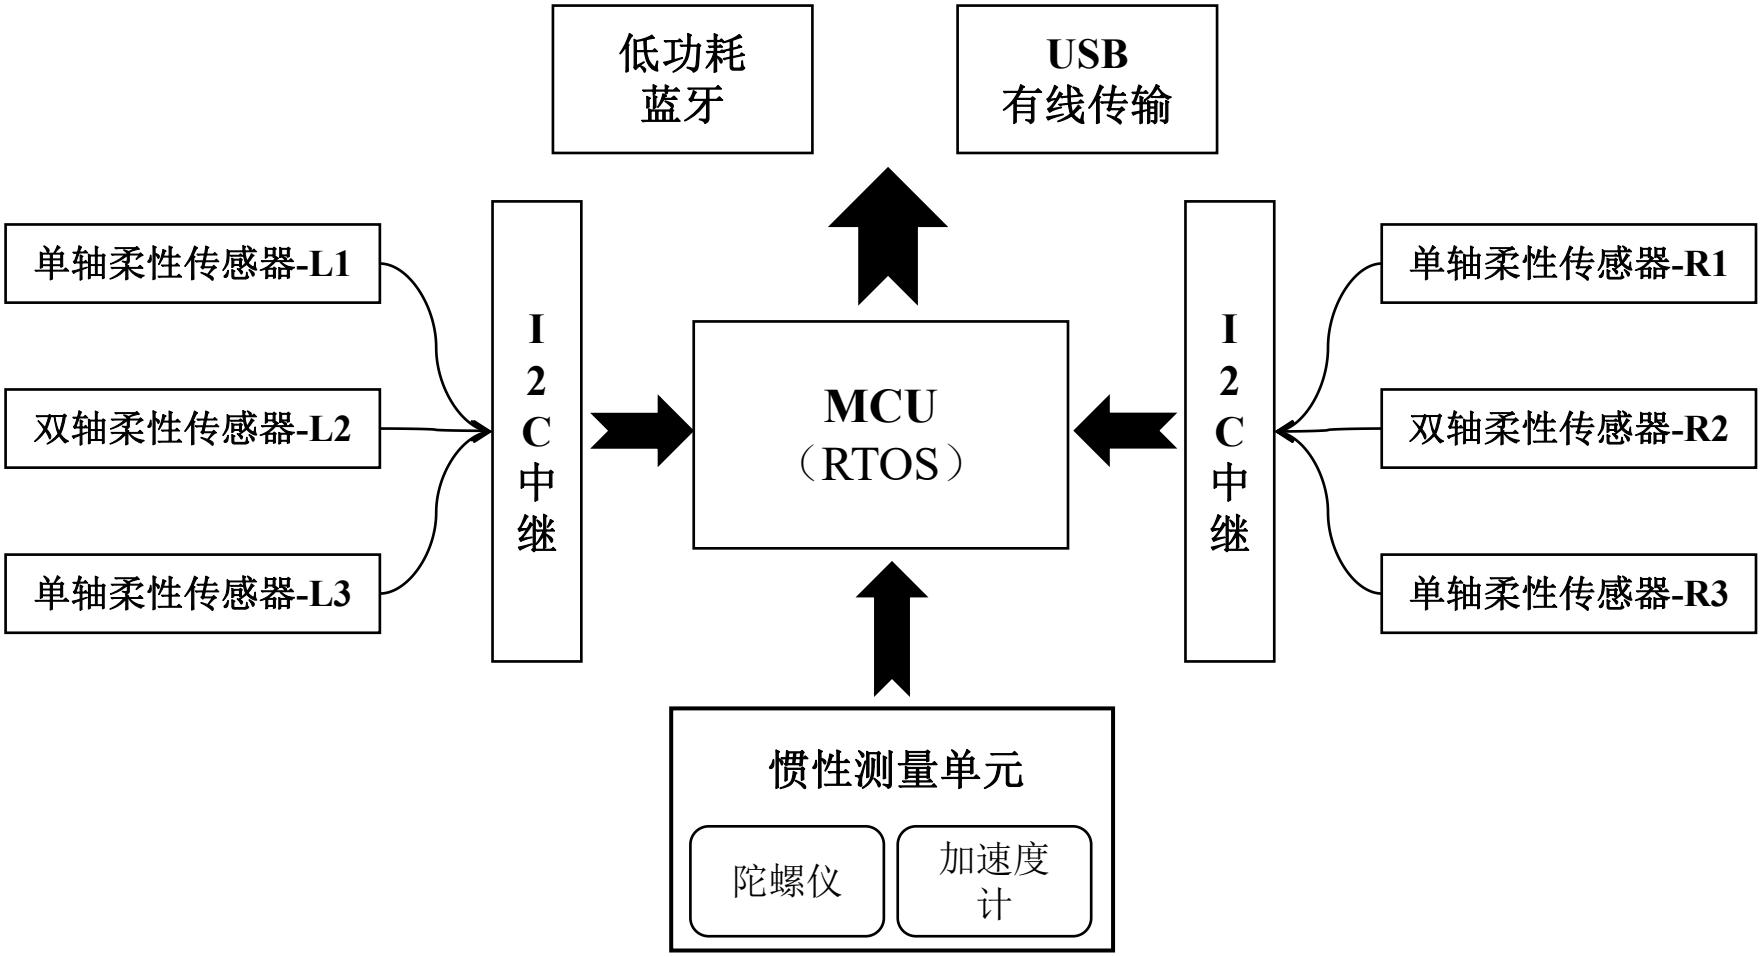 低功耗
蓝牙
USB
有线传输
单轴柔性传感器-L1
双轴柔性传感器-L2
单轴柔性传感器-L3
I
2
C
中
继
MCU
（RTOS）
I
2
C
中
继
单轴柔性传感器-R1
双轴柔性传感器-R2
单轴柔性传感器-R3
惯性测量单元
陀螺仪
加速度
计